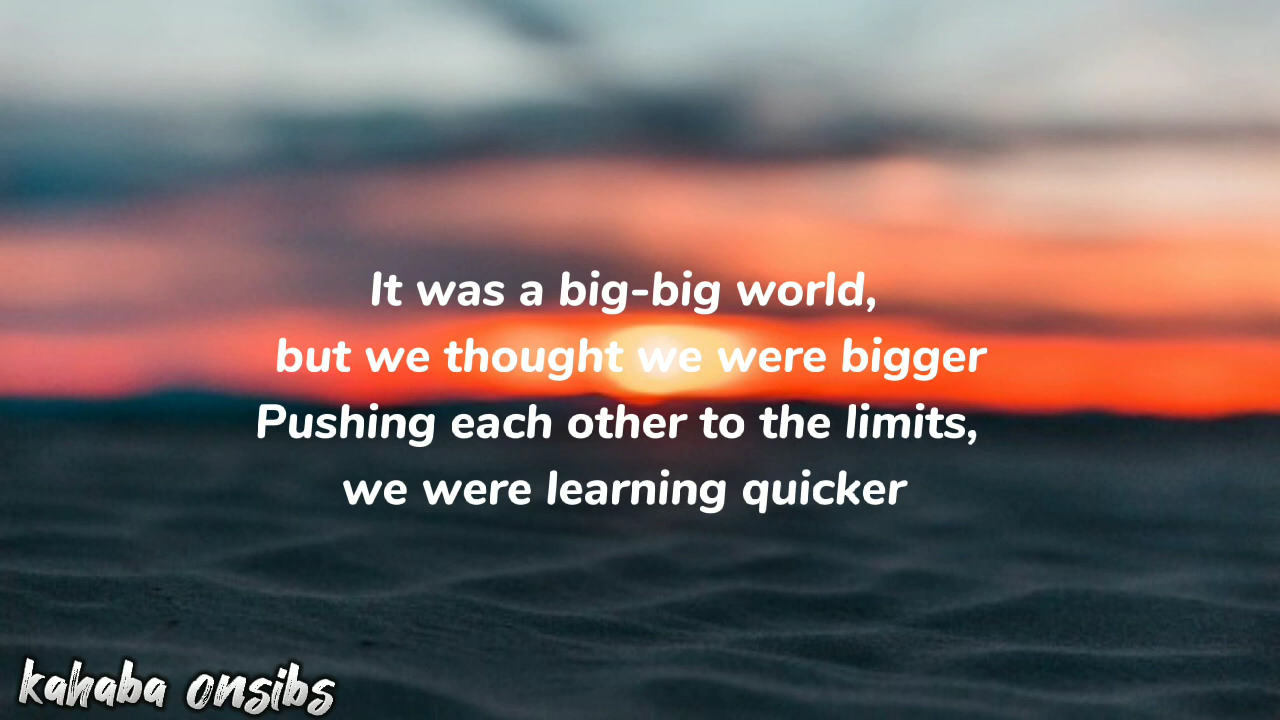 It was a big-big world,
but we thought we were bigger
Pushing each other to the limits,
we were learning quicker
kahaba onsibs